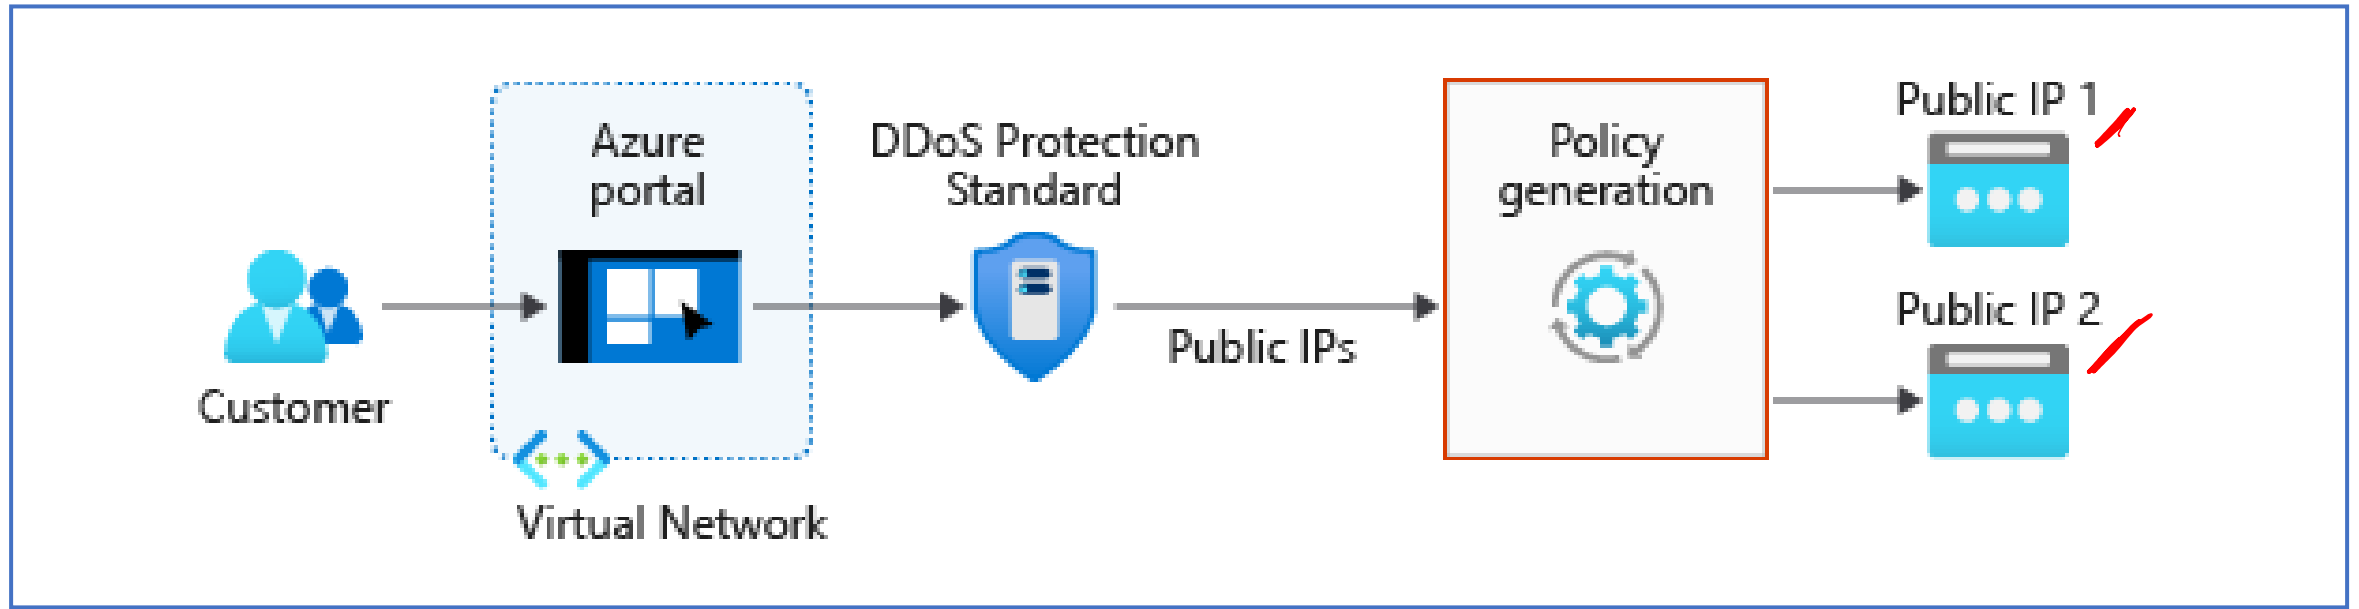 Customer
Azure
portal
Virtual Network
DDoS Protection
Standard
Public IPs
Policy
generation
Public IP 1
Public IP 2